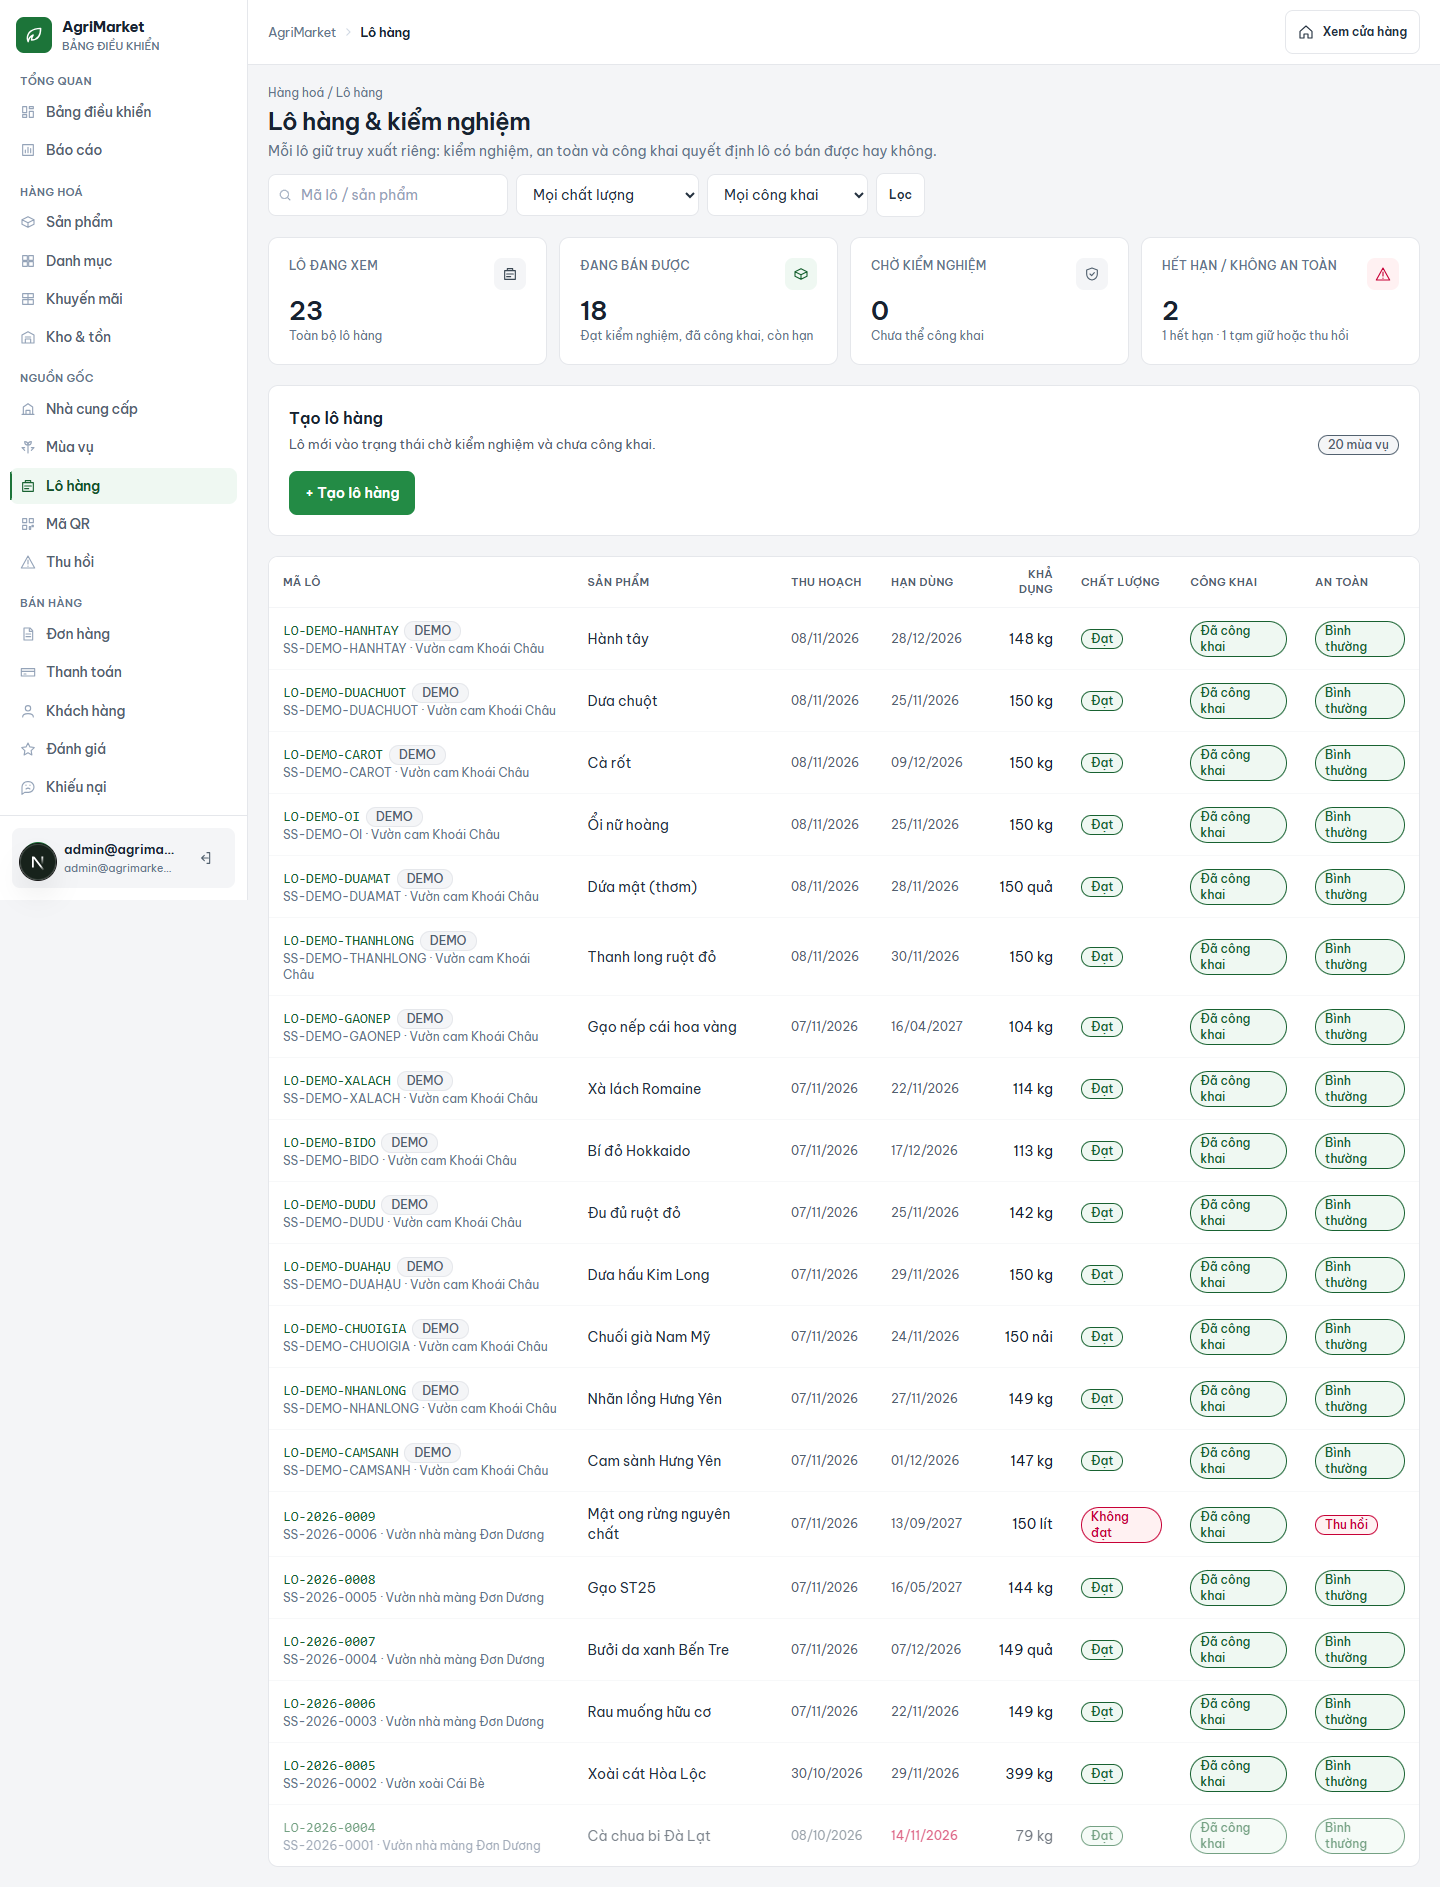 AgriMarket
BẢNG ĐIỀU KHIỂN
TỔNG QUAN
Bảng điều khiển
Báo cáo
HÀNG HOÁ
Sản phẩm
Danh mục
Khuyến mãi
Kho & tồn
NGUỒN GỐC
Nhà cung cấp
Mùa vụ
Lô hàng
Mã QR
Thu hồi
BÁN HÀNG
Đơn hàng
Thanh toán
Khách hàng
Đánh giá
Khiếu nại
admin@agrima...
admin@agrimarke...
AgriMarket > Lô hàng
Xem cửa hàng
Hàng hoá / Lô hàng
Lô hàng & kiểm nghiệm
Mỗi lô giữ truy xuất riêng: kiểm nghiệm, an toàn và công khai quyết định lô có bán được hay không.
Mã lô / sản phẩm Mọi chất lượng Mọi công khai Lọc
LÔ ĐANG XEM
23
Toàn bộ lô hàng
ĐANG BÁN ĐƯỢC
18
Đạt kiểm nghiệm, đã công khai, còn hạn
CHỜ KIỂM NGHIỆM
0
Chưa thể công khai
HẾT HẠN / KHÔNG AN TOÀN
2
1 hết hạn · 1 tạm giữ hoặc thu hồi
Tạo lô hàng
Lô mới vào trạng thái chờ kiểm nghiệm và chưa công khai.
20 mùa vụ
+ Tạo lô hàng
MÃ LÔ SẢN PHẨM THU HOẠCH HẠN DÙNG KHẢ DỤNG CHẤT LƯỢNG CÔNG KHAI AN TOÀN
LO-DEMO-HANHTAY DEMO
SS-DEMO-HANHTAY · Vườn cam Khoái Châu
Hành tây 08/11/2026 28/12/2026 148 kg Đạt Đã công khai Bình thường
LO-DEMO-DUACHUOT DEMO
SS-DEMO-DUACHUOT · Vườn cam Khoái Châu
Dưa chuột 08/11/2026 25/11/2026 150 kg Đạt Đã công khai Bình thường
LO-DEMO-CAROT DEMO
SS-DEMO-CAROT · Vườn cam Khoái Châu
Cà rốt 08/11/2026 09/12/2026 150 kg Đạt Đã công khai Bình thường
LO-DEMO-OI DEMO
SS-DEMO-OI · Vườn cam Khoái Châu
Ổi nữ hoàng 08/11/2026 25/11/2026 150 kg Đạt Đã công khai Bình thường
LO-DEMO-DUAMAT DEMO
SS-DEMO-DUAMAT · Vườn cam Khoái Châu
Dứa mật (thơm) 08/11/2026 28/11/2026 150 quả Đạt Đã công khai Bình thường
LO-DEMO-THANHLONG DEMO
SS-DEMO-THANHLONG · Vườn cam Khoái
Châu
Thanh long ruột đỏ 08/11/2026 30/11/2026 150 kg Đạt Đã công khai Bình thường
LO-DEMO-GAONEP DEMO
SS-DEMO-GAONEP · Vườn cam Khoái Châu
Gạo nếp cái hoa vàng 07/11/2026 16/04/2027 104 kg Đạt Đã công khai Bình thường
LO-DEMO-XALACH DEMO
SS-DEMO-XALACH · Vườn cam Khoái Châu
Xà lách Romaine 07/11/2026 22/11/2026 114 kg Đạt Đã công khai Bình thường
LO-DEMO-BIDO DEMO
SS-DEMO-BIDO · Vườn cam Khoái Châu
Bí đỏ Hokkaido 07/11/2026 17/12/2026 113 kg Đạt Đã công khai Bình thường
LO-DEMO-DUDU DEMO
SS-DEMO-DUDU · Vườn cam Khoái Châu
Đu đủ ruột đỏ 07/11/2026 25/11/2026 142 kg Đạt Đã công khai Bình thường
LO-DEMO-DUAHẠU DEMO
SS-DEMO-DUAHẠU · Vườn cam Khoái Châu
Dưa hấu Kim Long 07/11/2026 29/11/2026 150 kg Đạt Đã công khai Bình thường
LO-DEMO-CHUOIGIA DEMO
SS-DEMO-CHUOIGIA · Vườn cam Khoái Châu
Chuối già Nam Mỹ 07/11/2026 24/11/2026 150 nải Đạt Đã công khai Bình thường
LO-DEMO-NHANLONG DEMO
SS-DEMO-NHANLONG · Vườn cam Khoái Châu
Nhãn lồng Hưng Yên 07/11/2026 27/11/2026 149 kg Đạt Đã công khai Bình thường
LO-DEMO-CAMSANH DEMO
SS-DEMO-CAMSANH · Vườn cam Khoái Châu
Cam sành Hưng Yên 07/11/2026 01/12/2026 147 kg Đạt Đã công khai Bình thường
LO-2026-0009
SS-2026-0006 · Vườn nhà màng Đơn Dương
Mật ong rừng nguyên chất 07/11/2026 13/09/2027 150 lít Không đạt Đã công khai Thu hồi
LO-2026-0008
SS-2026-0005 · Vườn nhà màng Đơn Dương
Gạo ST25 07/11/2026 16/05/2027 144 kg Đạt Đã công khai Bình thường
LO-2026-0007
SS-2026-0004 · Vườn nhà màng Đơn Dương
Bưởi da xanh Bến Tre 07/11/2026 07/12/2026 149 quả Đạt Đã công khai Bình thường
LO-2026-0006
SS-2026-0003 · Vườn nhà màng Đơn Dương
Rau muống hữu cơ 07/11/2026 22/11/2026 149 kg Đạt Đã công khai Bình thường
LO-2026-0005
SS-2026-0002 · Vườn xoài Cái Bè
Xoài cát Hòa Lộc 30/10/2026 29/11/2026 399 kg Đạt Đã công khai Bình thường
LO-2026-0004
SS-2026-0001 · Vườn nhà màng Đơn Dương
Cà chua bi Đà Lạt 08/10/2026 14/11/2026 79 kg Đạt Đã công khai Bình thường